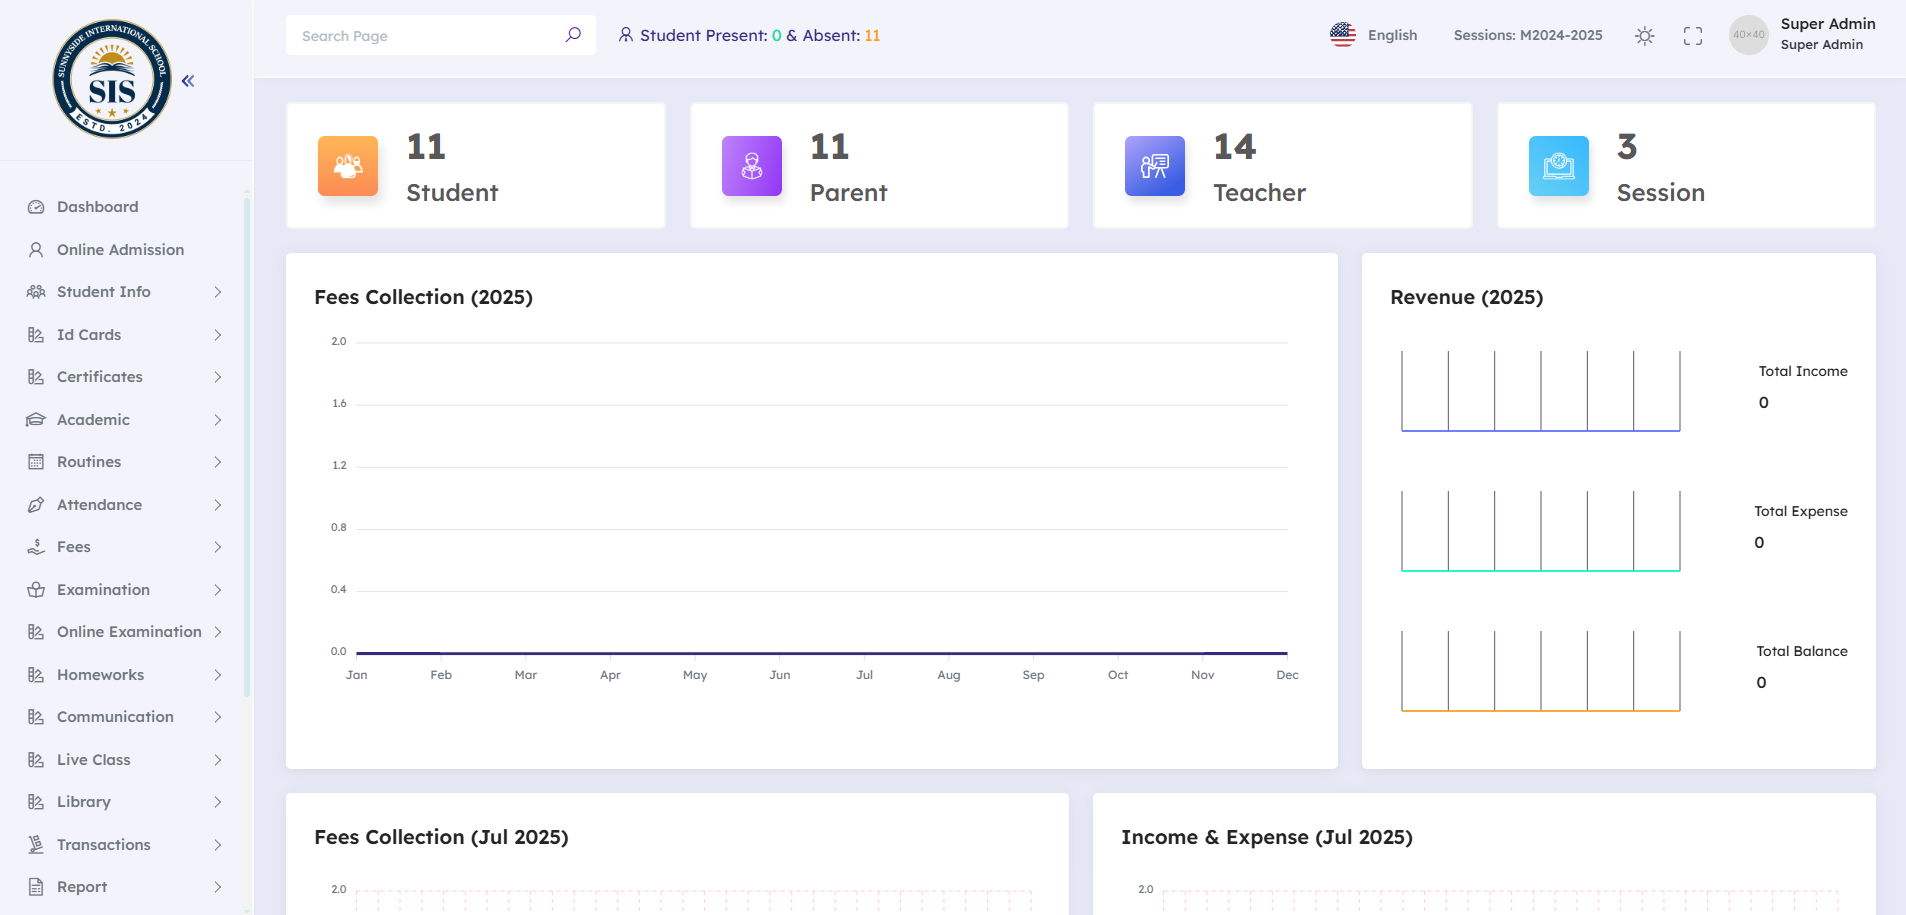 SUNNYSIDE INTERNATIONAL SCHOOL
SIS
ESTD. 2024
Search Page
Student Present: 0 & Absent: 11
English
Sessions: M2024-2025
40×40
Super Admin
Super Admin
Dashboard
Online Admission
Student Info
Id Cards
Certificates
Academic
Routines
Attendance
Fees
Examination
Online Examination
Homeworks
Communication
Live Class
Library
Transactions
Report
11
Student
11
Parent
14
Teacher
3
Session
Fees Collection (2025)
2.0
1.6
1.2
0.8
0.4
0.0
Jan Feb Mar Apr May Jun Jul Aug Sep Oct Nov Dec
Revenue (2025)
Total Income
0
Total Expense
0
Total Balance
0
Fees Collection (Jul 2025)
2.0
Income & Expense (Jul 2025)
2.0